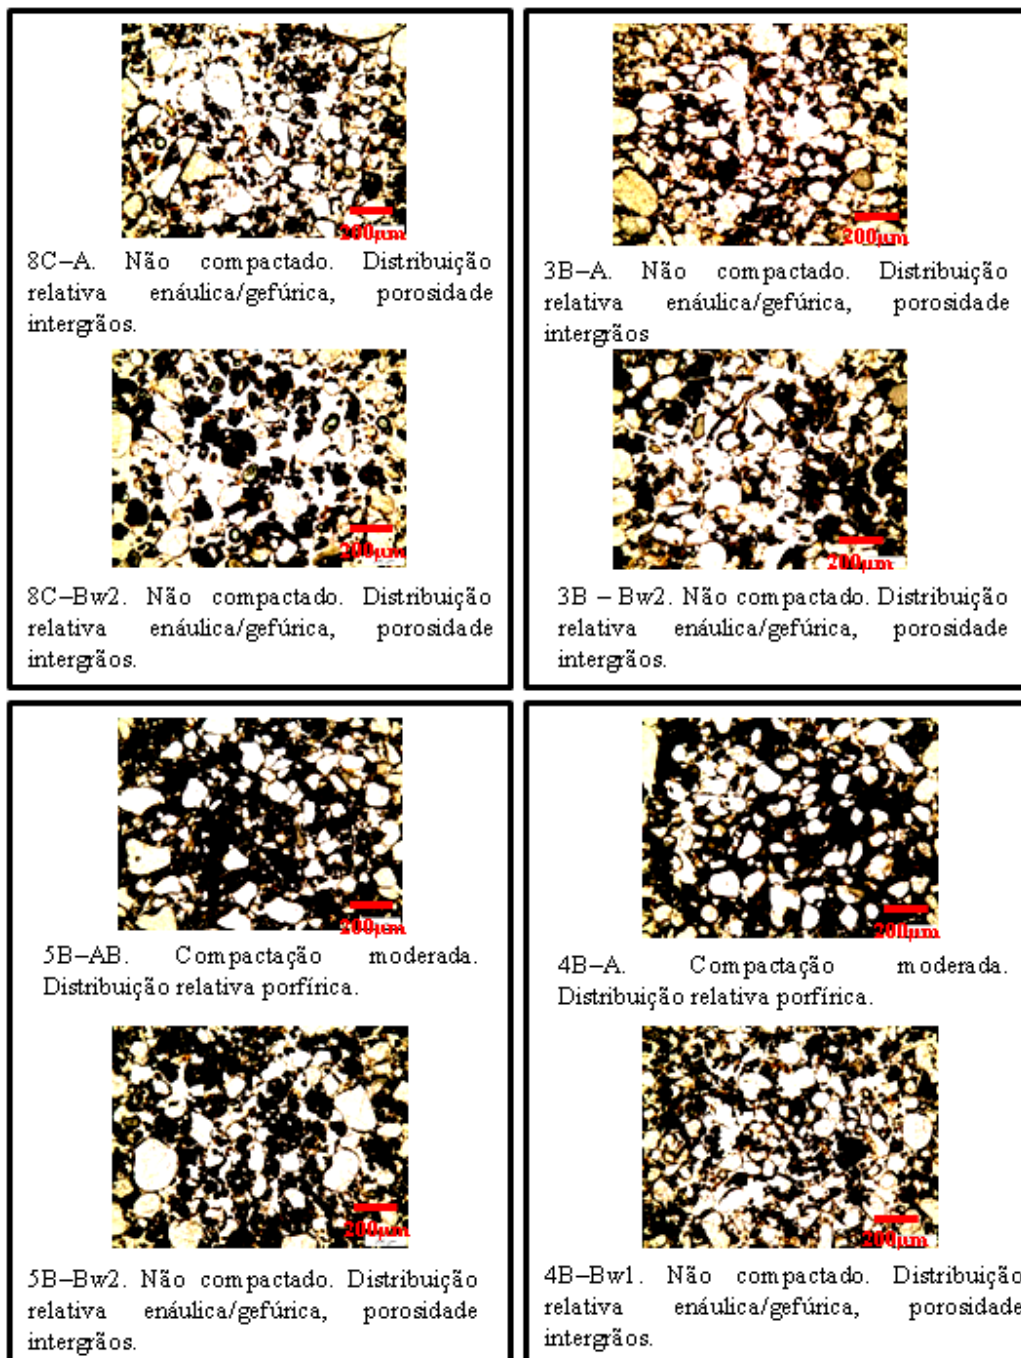 200µm
8C–A. Não compactado. Distribuição
relativa enáulica/gefúrica, porosidade
intergrãos.
200µm
8C–Bw2. Não compactado. Distribuição
relativa enáulica/gefúrica, porosidade
intergrãos.
200µm
3B–A. Não compactado. Distribuição
relativa enáulica/gefúrica, porosidade
intergrãos
200µm
3B – Bw2. Não compactado. Distribuição
relativa enáulica/gefúrica, porosidade
intergrãos.
200µm
5B–AB. Compactação moderada.
Distribuição relativa porfírica.
200µm
5B–Bw2. Não compactado. Distribuição
relativa enáulica/gefúrica, porosidade
intergrãos.
200µm
4B–A. Compactação moderada.
Distribuição relativa porfírica.
200µm
4B–Bw1. Não compactado. Distribuição
relativa enáulica/gefúrica, porosidade
intergrãos.